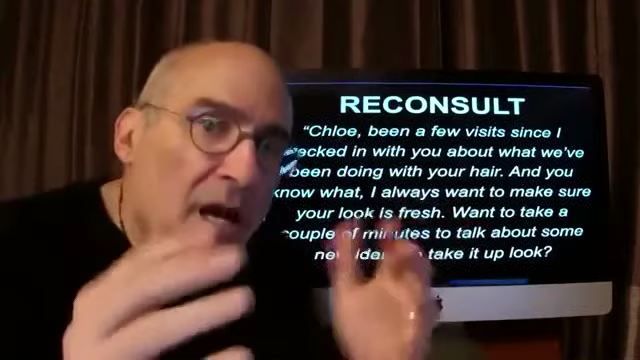 RECONSULT
"Chloe, been a few visits since I
checked in with you about what we've
been doing with your hair. And you
know what, I always want to make sure
your look is fresh. Want to take a
couple of minutes to talk about some
take it up look?